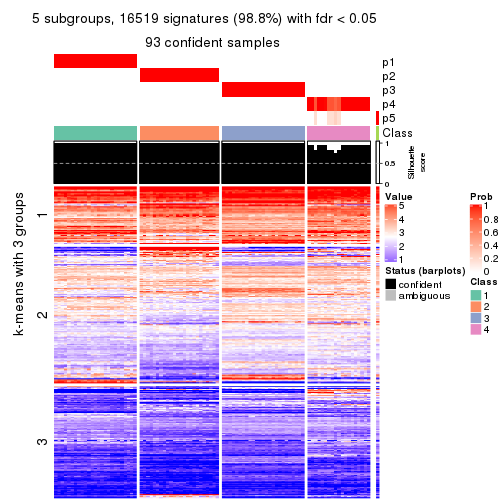 5 subgroups, 16519 signatures (98.8%) with fdr < 0.05
93 confident samples
p1
p2
p3
p4
p5
Class
1
0.5
0
Silhouette
score
k-means with 3 groups
1
2
3
Value
5
4
3
2
1
Status (barplots)
confident
ambiguous
Prob
1
0.8
0.6
0.4
0.2
0
Class
1
2
3
4